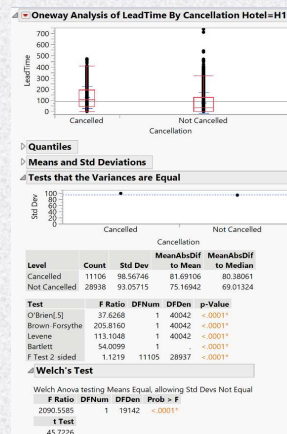 Oneway Analysis of LeadTime By Cancellation Hotel=H1
LeadTime
700
600
500
400
300
200
100
0
Cancelled Not Cancelled
Cancellation
Quantiles
Means and Std Deviations
Tests that the Variances are Equal
Std Dev
100
80
60
40
20
0
Cancelled Not Cancelled
Cancellation
Level Count Std Dev MeanAbsDif to Mean MeanAbsDif to Median
Cancelled 11106 98.56746 81.69106 80.38061
Not Cancelled 28938 93.05715 75.16942 69.01324
Test F Ratio DFNum DFDen p-Value
O'Brien[.5] 37.6268 1 40042 <.0001*
Brown-Forsythe 205.8160 1 40042 <.0001*
Levene 113.1048 1 40042 <.0001*
Bartlett 54.0099 1 . <.0001*
F Test 2-sided 1.1219 11105 28937 <.0001*
Welch's Test
Welch Anova testing Means Equal, allowing Std Devs Not Equal
F Ratio DFNum DFDen Prob > F
2090.5585 1 19142 <.0001*
t Test
45.7226